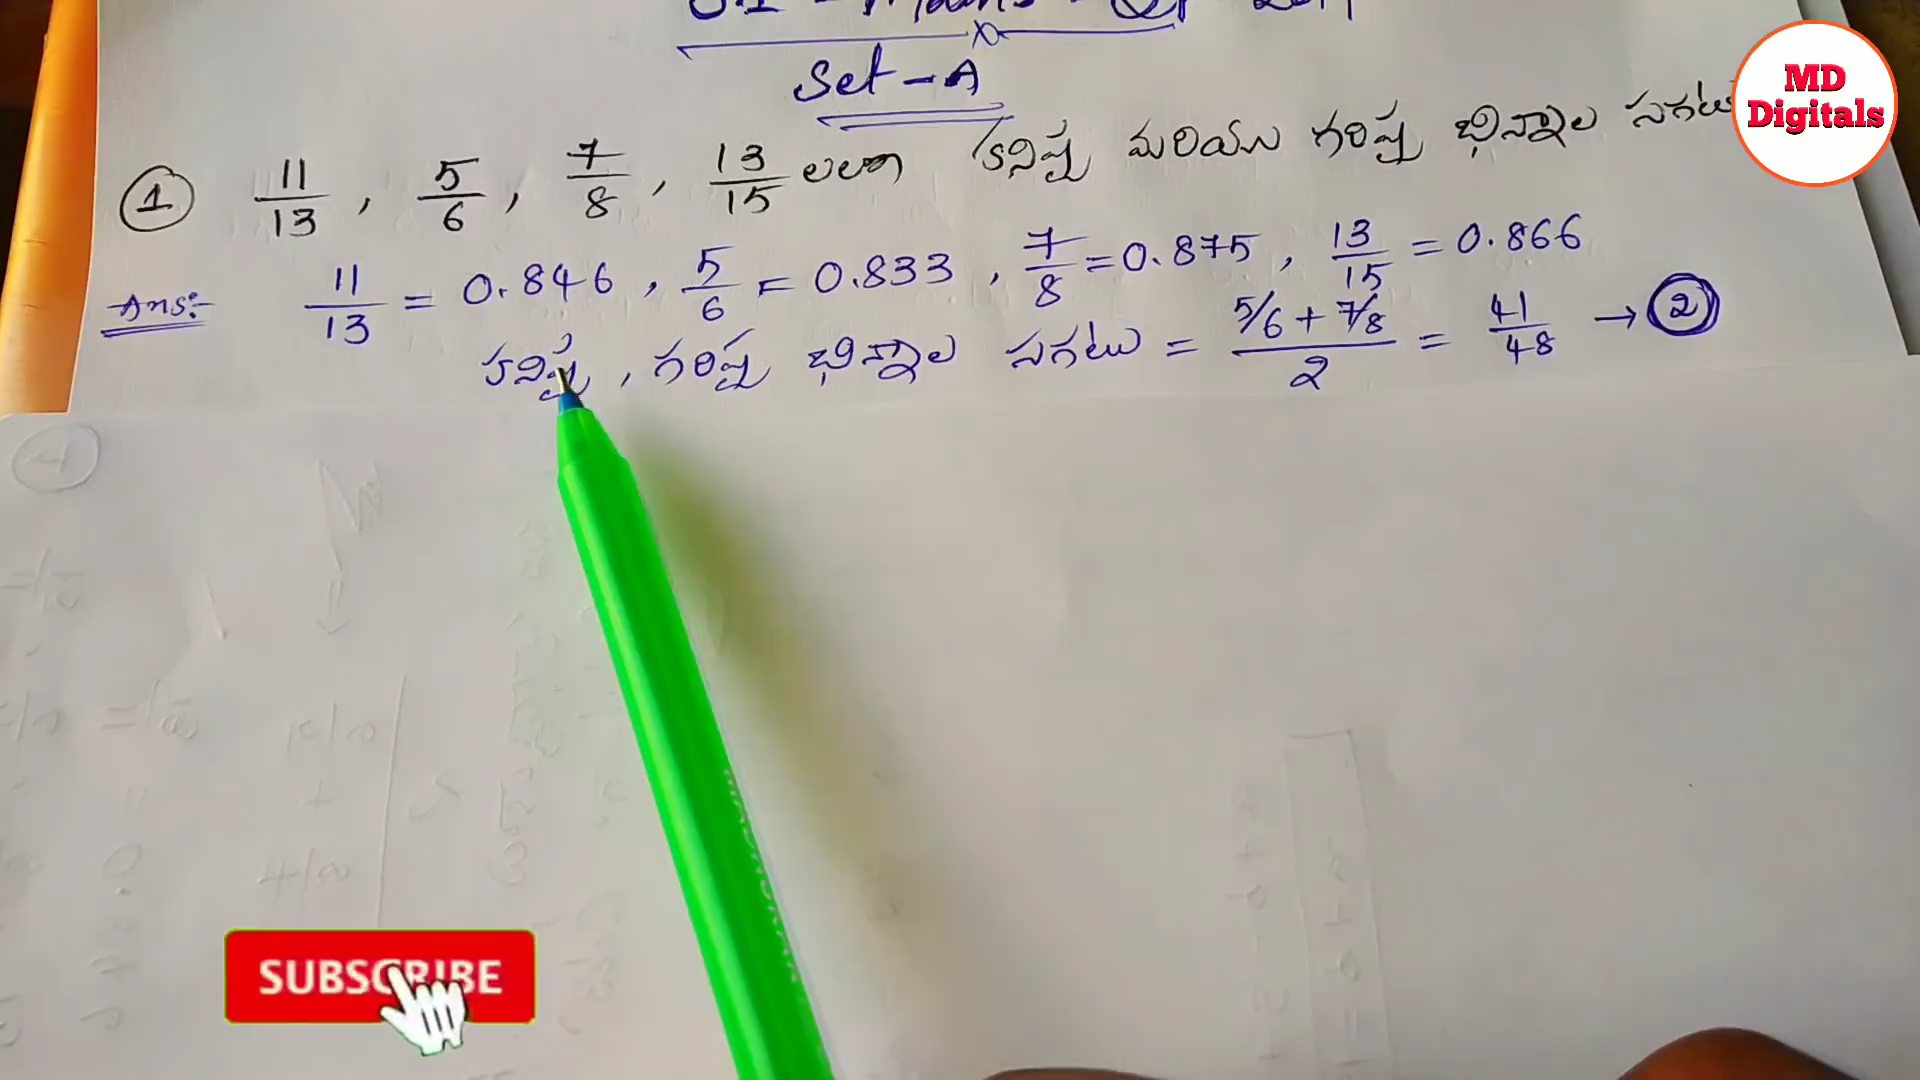 Set - A
MD
Digitals
① 11/13, 5/6, 7/8, 13/15 లలో కనిష్ట మరియు గరిష్ట భిన్నాల సగటు
Ans:- 11/13 = 0.846, 5/6 = 0.833, 7/8 = 0.875, 13/15 = 0.866
కనిష్ట, గరిష్ట భిన్నాల సగటు = (5/6 + 7/8)/2 = 41/48 → ②
SUBSCRIBE